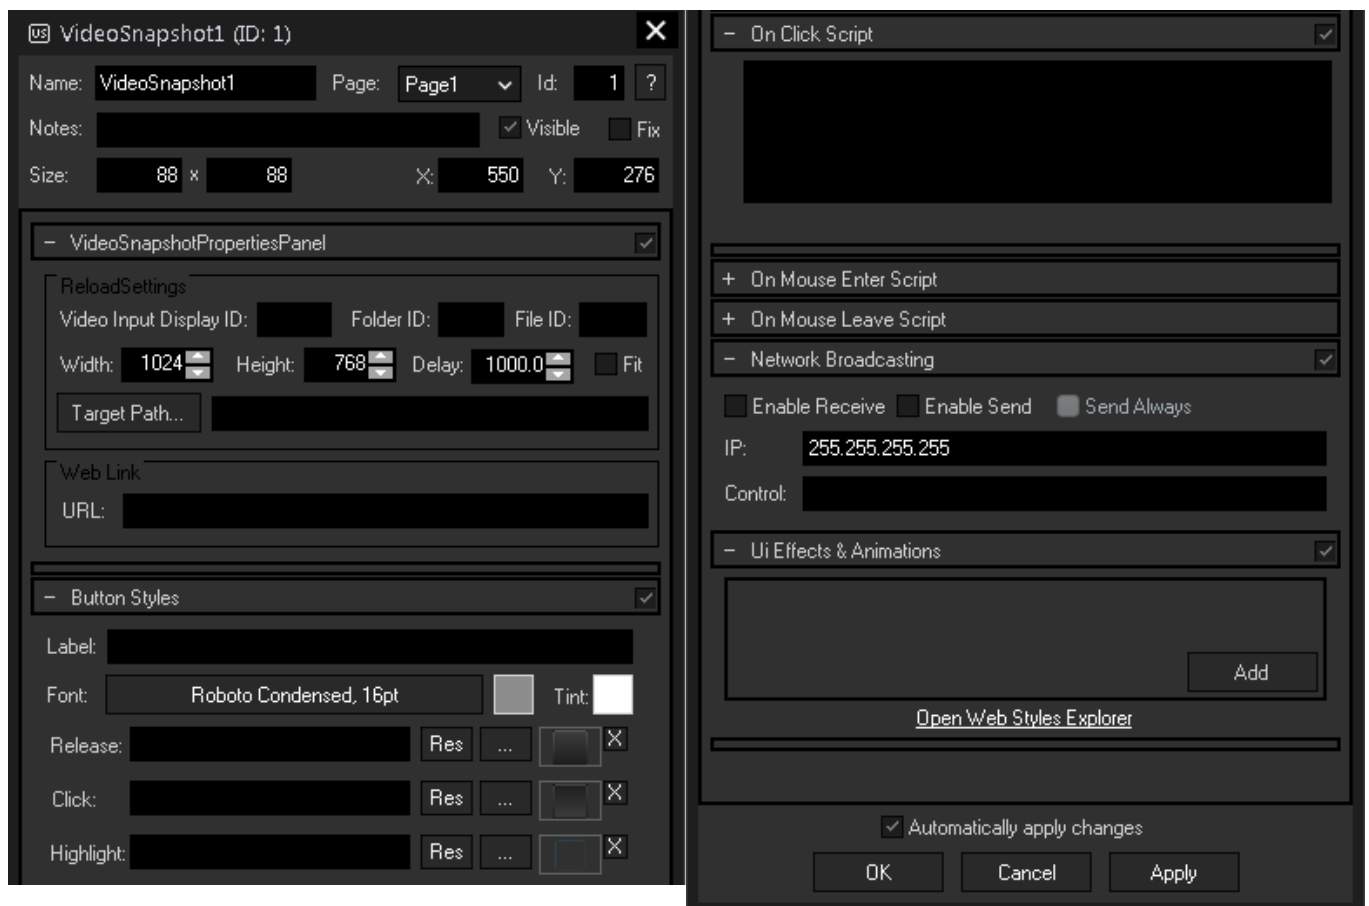 VideoSnapshot1 (ID: 1)
Name: VideoSnapshot1 Page: Page1 Id: 1 ?
Notes: Visible Fix
Size: 88 x 88 X: 550 Y: 276
− VideoSnapshotPropertiesPanel
ReloadSettings
Video Input Display ID: Folder ID: File ID:
Width: 1024 Height: 768 Delay: 1000.0 Fit
Target Path...
Web Link
URL:
− Button Styles
Label:
Font: Roboto Condensed, 16pt Tint:
Release: Res ... X
Click: Res ... X
Highlight: Res ... X
− On Click Script
+ On Mouse Enter Script
+ On Mouse Leave Script
− Network Broadcasting
Enable Receive Enable Send Send Always
IP: 255.255.255.255
Control:
− Ui Effects & Animations
Add
Open Web Styles Explorer
Automatically apply changes
OK Cancel Apply